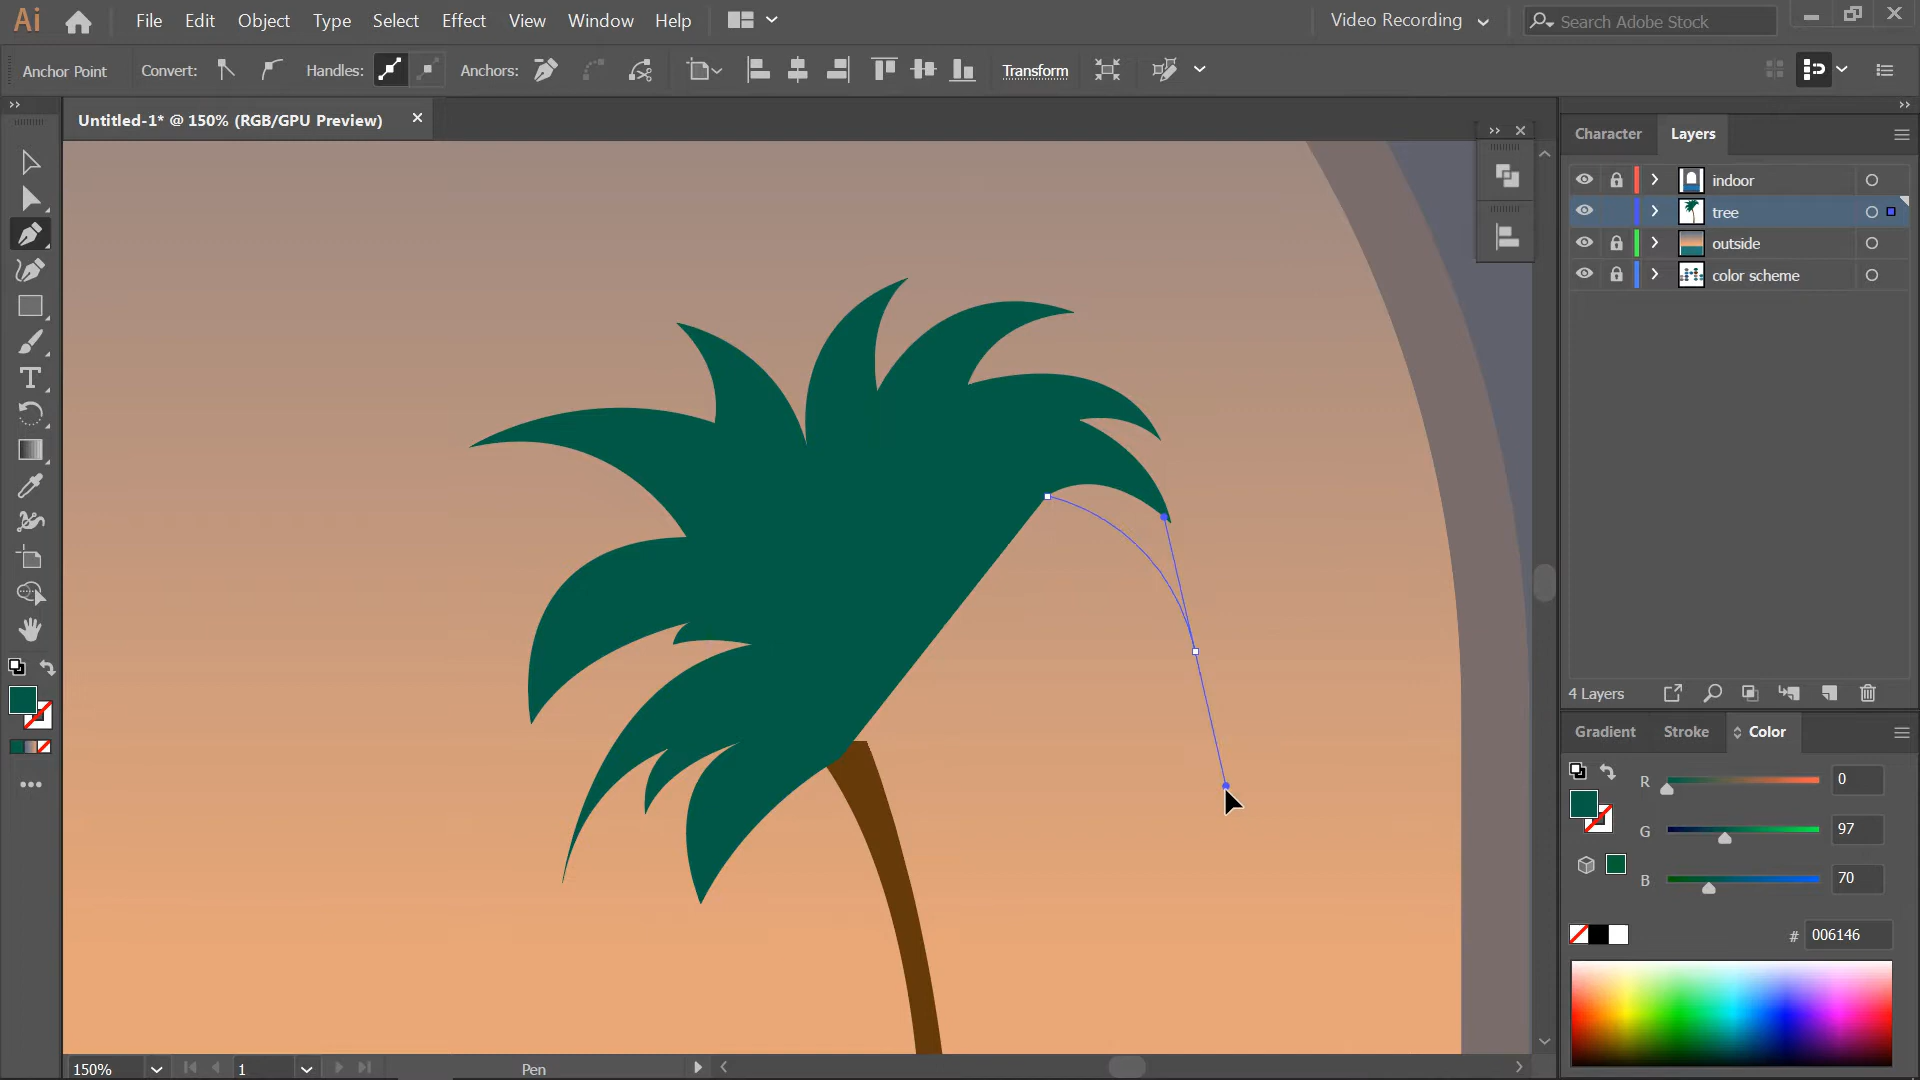 Ai File Edit Object Type Select Effect View Window Help Video Recording Search Adobe Stock
Anchor Point Convert: Handles: Anchors: Transform
Untitled-1* @ 150% (RGB/GPU Preview)
Character Layers
indoor
tree
outside
color scheme
4 Layers
Gradient Stroke Color
R 0
G 97
B 70
# 006146
150% 1 Pen